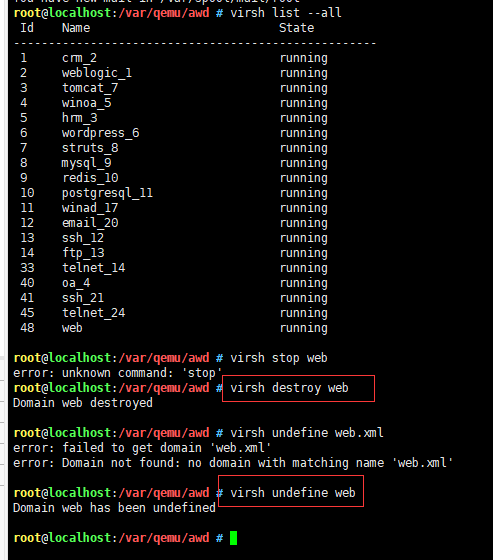 root@localhost:/var/qemu/awd # virsh list --all
Id Name State
----------------------------------------------------
1 crm_2 running
2 weblogic_1 running
3 tomcat_7 running
4 winoa_5 running
5 hrm_3 running
6 wordpress_6 running
7 struts_8 running
8 mysql_9 running
9 redis_10 running
10 postgresql_11 running
11 winad_17 running
12 email_20 running
13 ssh_12 running
14 ftp_13 running
33 telnet_14 running
40 oa_4 running
41 ssh_21 running
45 telnet_24 running
48 web running
root@localhost:/var/qemu/awd # virsh stop web
error: unknown command: 'stop'
root@localhost:/var/qemu/awd # virsh destroy web
Domain web destroyed
root@localhost:/var/qemu/awd # virsh undefine web.xml
error: failed to get domain 'web.xml'
error: Domain not found: no domain with matching name 'web.xml'
root@localhost:/var/qemu/awd # virsh undefine web
Domain web has been undefined
root@localhost:/var/qemu/awd #